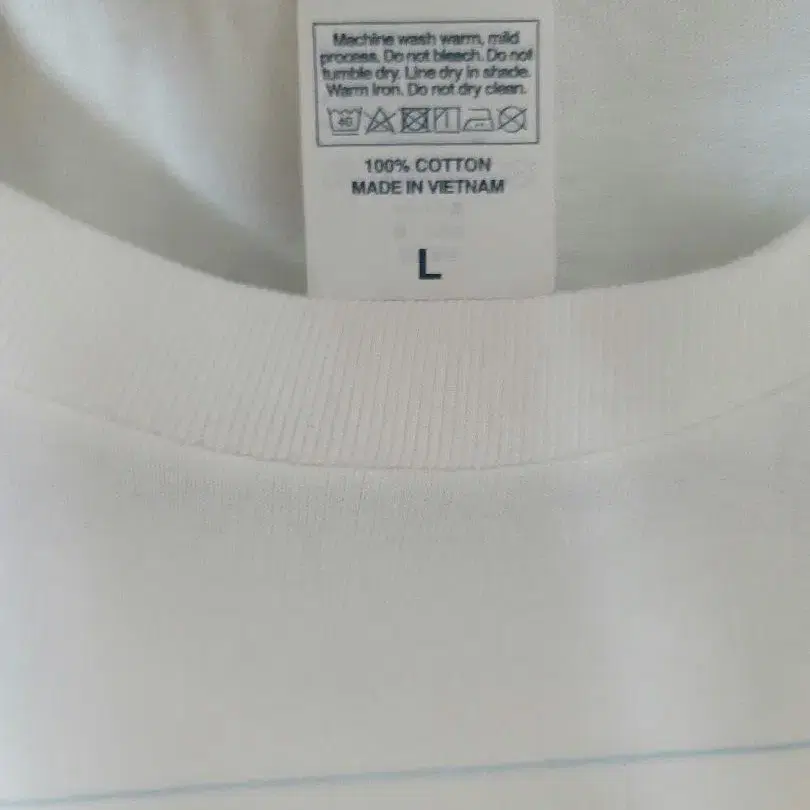 Machine wash warm, mild
process. Do not bleach. Do not
tumble dry. Line dry in shade.
Warm Iron. Do not dry clean.
40
100% COTTON
MADE IN VIETNAM
L